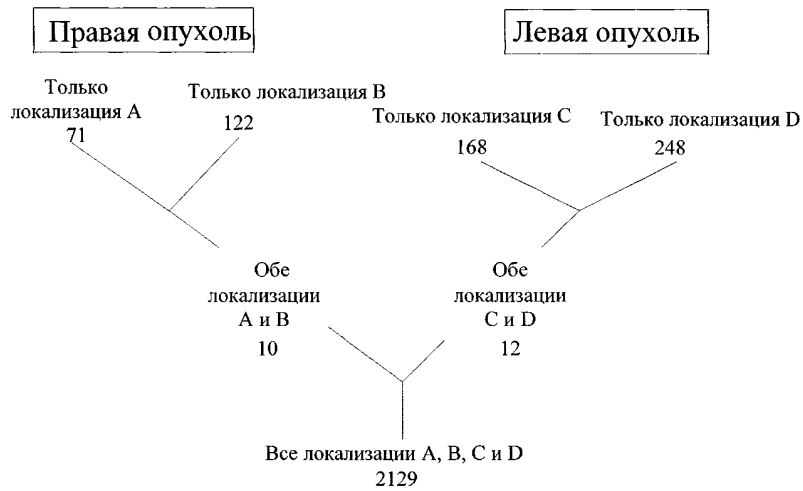 Правая опухоль
Левая опухоль
Только
локализация A
71
Только локализация B
122
Только локализация C
168
Только локализация D
248
Обе
локализации
A и B
10
Обе
локализации
C и D
12
Все локализации A, B, C и D
2129